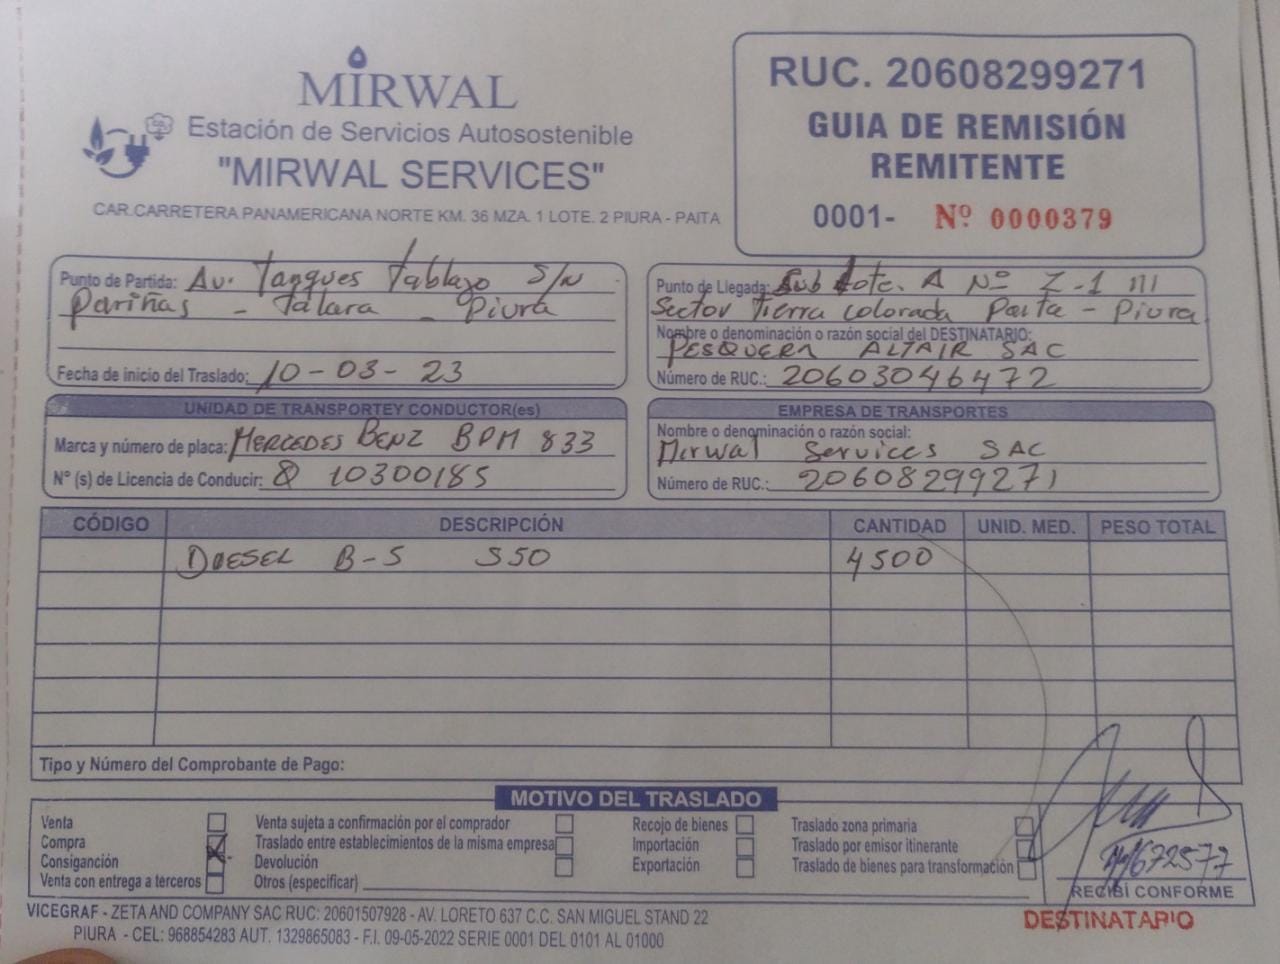 MIRWAL
Estación de Servicios Autosostenible
"MIRWAL SERVICES"
CAR.CARRETERA PANAMERICANA NORTE KM. 36 MZA. 1 LOTE. 2 PIURA - PAITA
RUC. 20608299271
GUIA DE REMISIÓN
REMITENTE
0001- Nº 0000379
Punto de Partida: Av. Tanques Tablazo S/N
Pariñas - Talara - Piura
Fecha de inicio del Traslado: 10-03-23
Punto de Llegada: Sub Lote. A Nº Z-1 III
Sector Tierra Colorada Paita - Piura
Nombre o denominación o razón social del DESTINATARIO:
PESQUERA ALTAIR SAC
Número de RUC.: 20603046472
UNIDAD DE TRANSPORTEY CONDUCTOR(es)
Marca y número de placa: MERCEDES BENZ BPM 833
Nº (s) de Licencia de Conducir: Q 10300185
EMPRESA DE TRANSPORTES
Nombre o denominación o razón social:
Mirwal Services SAC
Número de RUC.: 20608299271
CÓDIGO DESCRIPCIÓN CANTIDAD UNID. MED. PESO TOTAL
DIESEL B-5 S50 4500
Tipo y Número del Comprobante de Pago:
MOTIVO DEL TRASLADO
Venta
Compra
Consiganción
Venta con entrega a terceros
Venta sujeta a confirmación por el comprador
Traslado entre establecimientos de la misma empresa
Devolución
Otros (especificar)
Recojo de bienes
Importación
Exportación
Traslado zona primaria
Traslado por emisor itinerante
Traslado de bienes para transformación
RECIBÍ CONFORME
DESTINATARIO
VICEGRAF - ZETA AND COMPANY SAC RUC: 20601507928 - AV. LORETO 637 C.C. SAN MIGUEL STAND 22
PIURA - CEL: 968854283 AUT. 1329865083 - F.I. 09-05-2022 SERIE 0001 DEL 0101 AL 01000